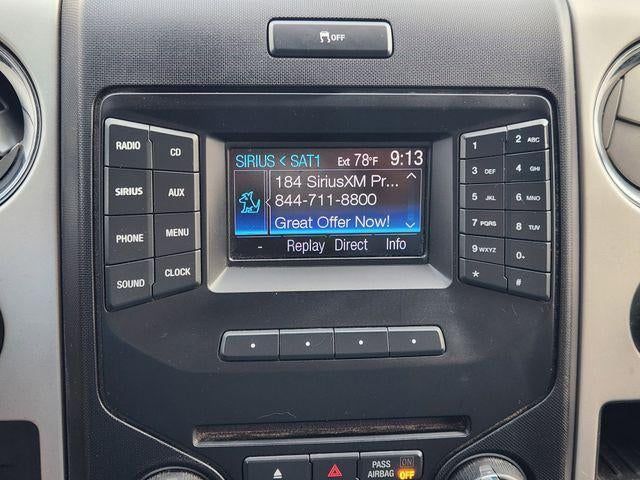 OFF
RADIO
CD
SIRIUS
AUX
PHONE
MENU
SOUND
CLOCK
SIRIUS < SAT1 Ext 78°F 9:13
184 SiriusXM Pr...
844-711-8800
Great Offer Now!
- Replay Direct Info
1
2 ABC
3 DEF
4 GHI
5 JKL
6 MNO
7 PQRS
8 TUV
9 WXYZ
0+
*
#
PASS AIRBAG
ON
OFF